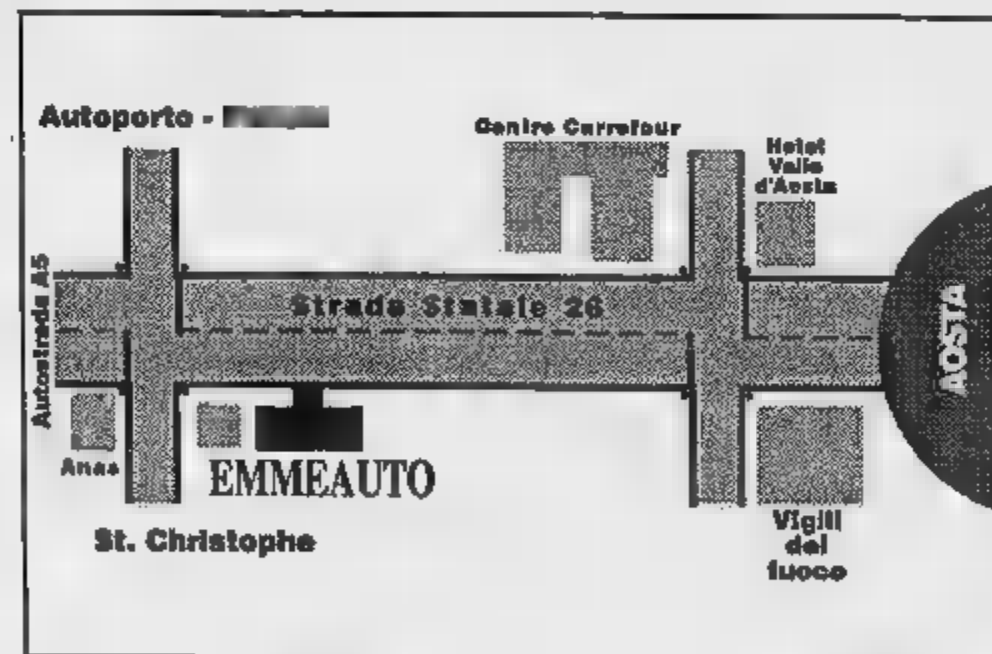 Autoporto -
Centre Carrefour
Hotel
Valle
d'Aosta
Autostrada A5
Strada Statale 26
AOSTA
Anas
EMMEAUTO
St. Christophe
Vigili
del
fuoco